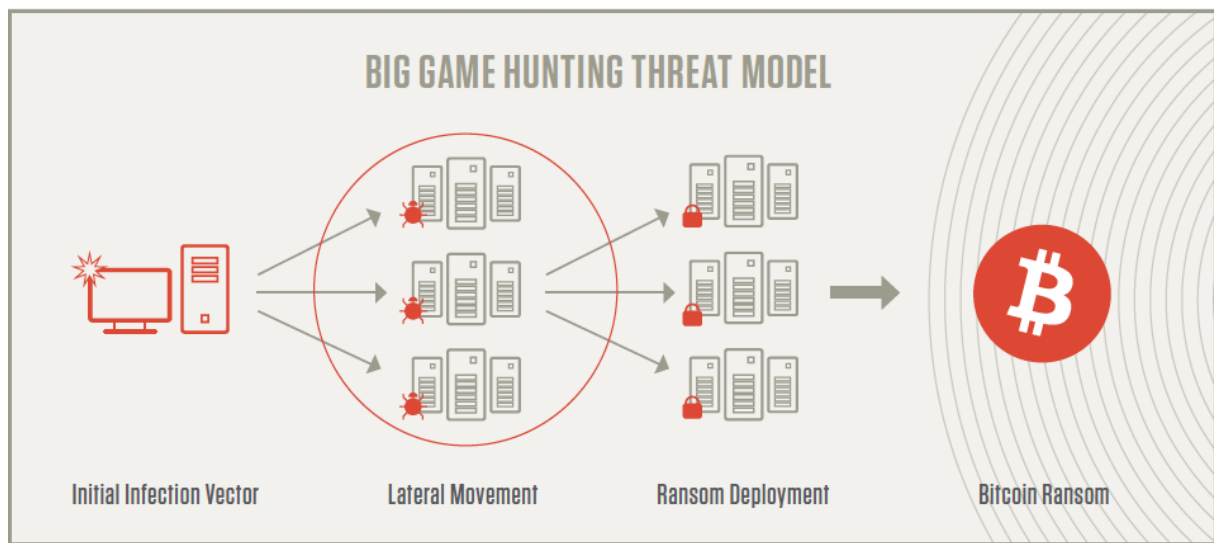 BIG GAME HUNTING THREAT MODEL
Initial Infection Vector
Lateral Movement
Ransom Deployment
Bitcoin Ransom